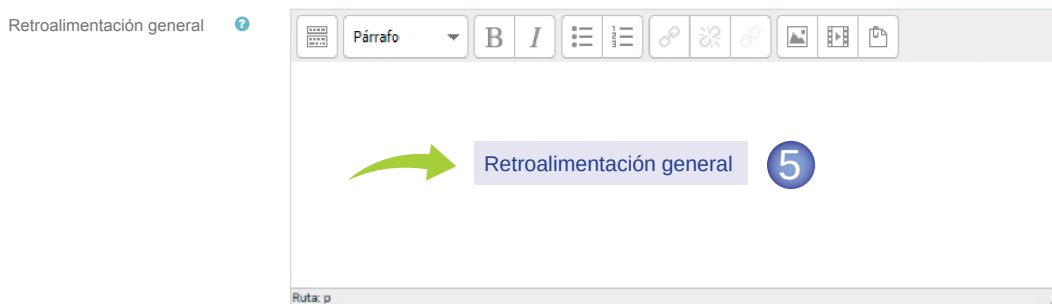 Retroalimentación general ?
Párrafo B I
Retroalimentación general 5
Ruta: p